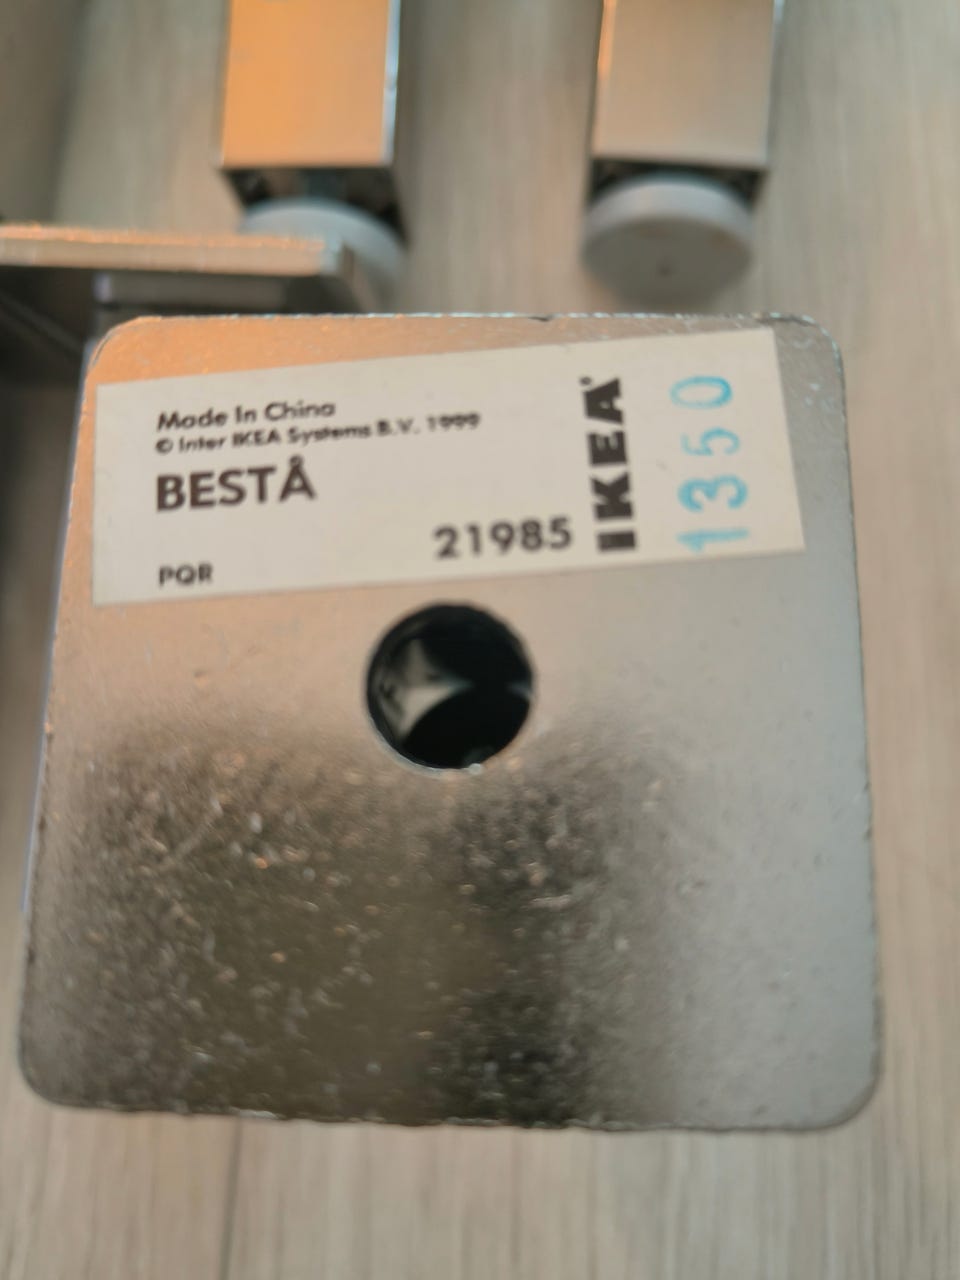 Made In China
© Inter IKEA Systems B.V. 1999
BESTÅ
21985
PQR
IKEA
1350